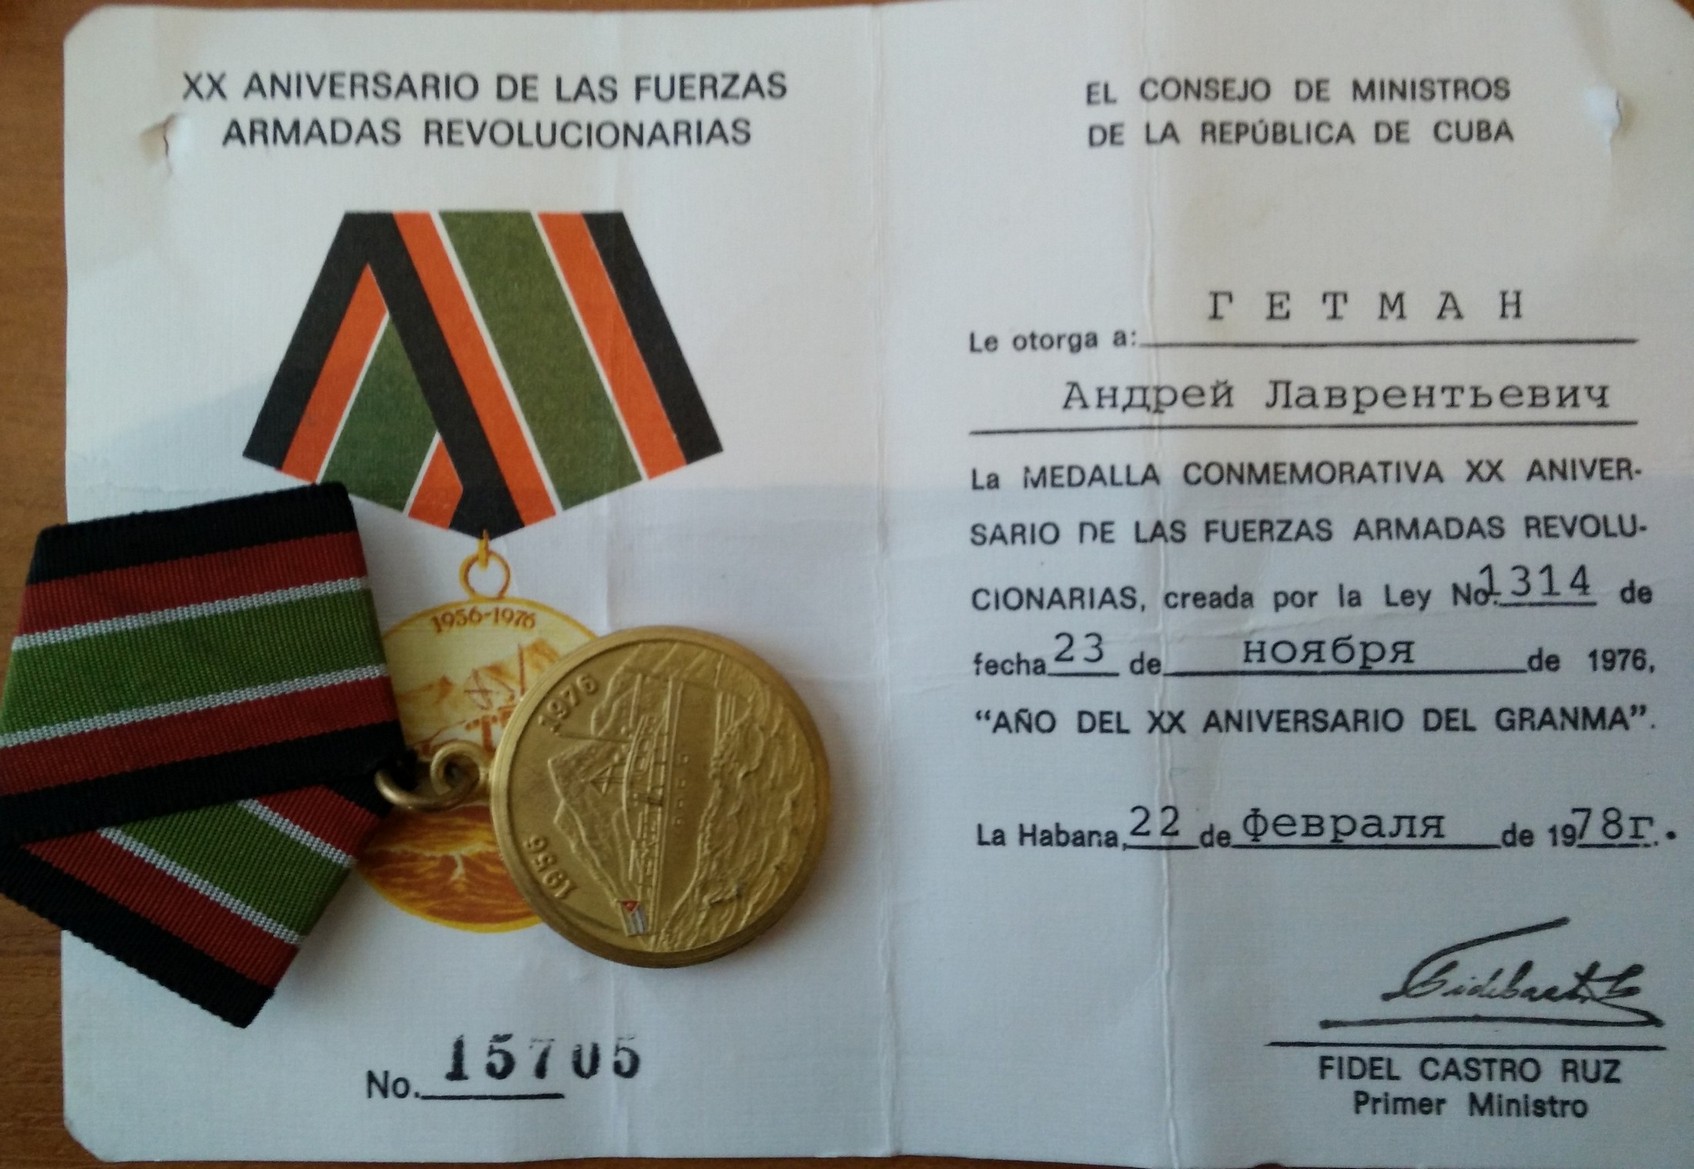 XX ANIVERSARIO DE LAS FUERZAS
ARMADAS REVOLUCIONARIAS
1956-1976
1976
1956
No. 15705
EL CONSEJO DE MINISTROS
DE LA REPÚBLICA DE CUBA
Le otorga a: ГЕТМАН
Андрей Лаврентьевич
La MEDALLA CONMEMORATIVA XX ANIVER-
SARIO DE LAS FUERZAS ARMADAS REVOLU-
CIONARIAS, creada por la Ley No. 1314 de
fecha 23 de ноября de 1976,
“AÑO DEL XX ANIVERSARIO DEL GRANMA”.
La Habana, 22 de Февраля de 1978г.
FIDEL CASTRO RUZ
Primer Ministro